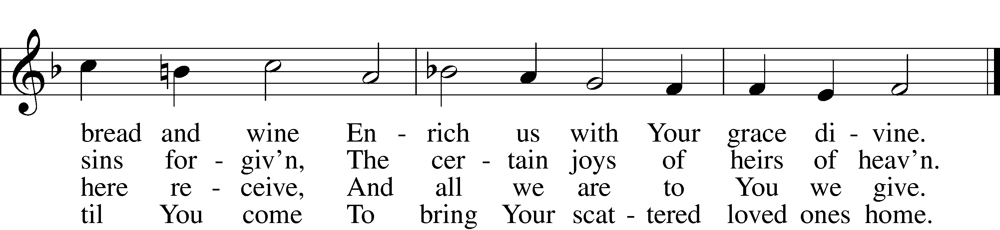 bread and wine En - rich us with Your grace di - vine.
sins for - giv’n, The cer - tain joys of heirs of heav’n.
here re - ceive, And all we are to You we give.
til You come To bring Your scat - tered loved ones home.